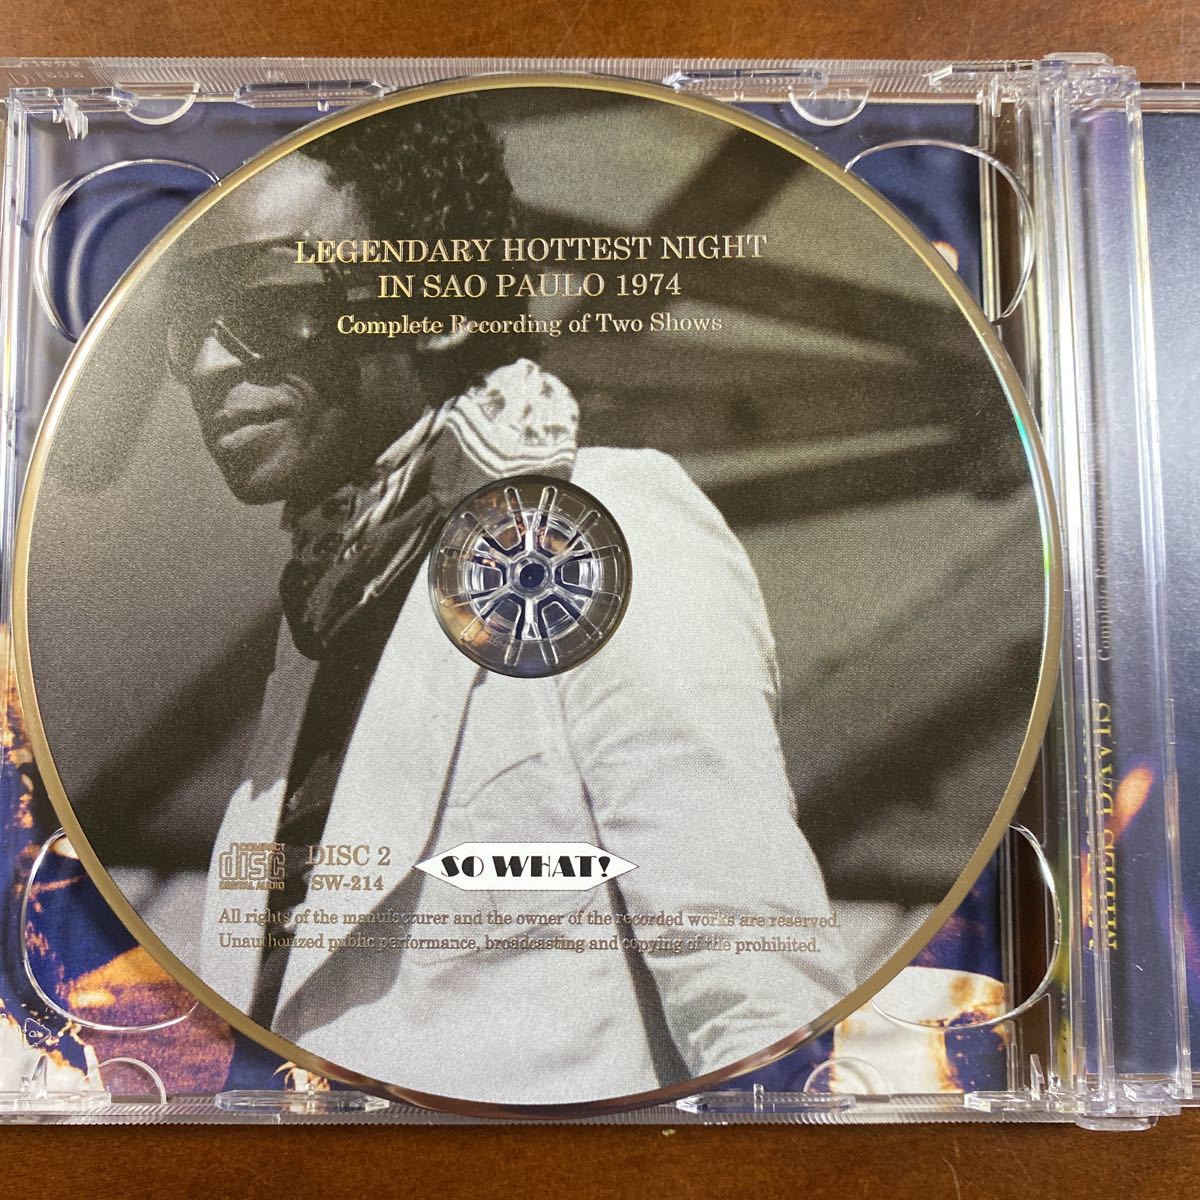 LEGENDARY HOTTEST NIGHT
IN SAO PAULO 1974
Complete Recording of Two Shows
COMPACT
disc
DIGITAL AUDIO
DISC 2
SW-214
SO WHAT!
All rights of the manufacturer and the owner of the recorded works are reserved.
Unauthorized public performance, broadcasting and copying of the prohibited.
MILES DAVIS
Complete Recording